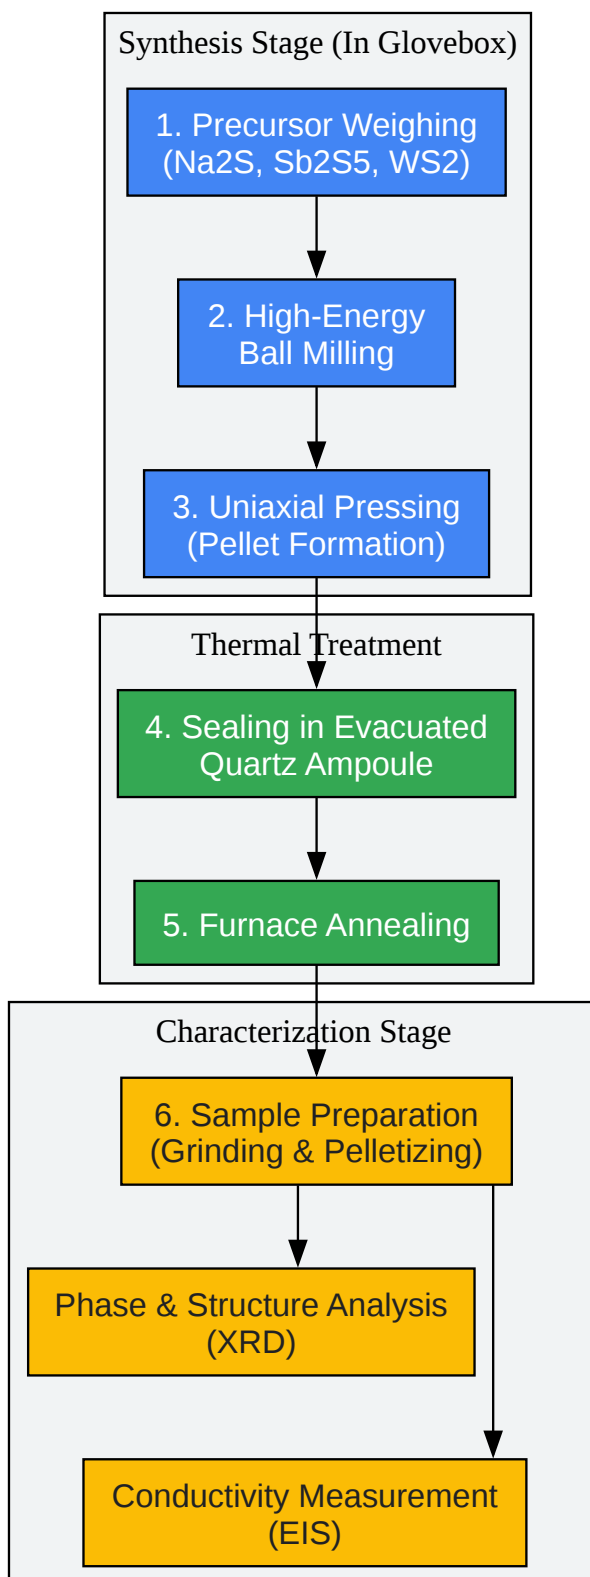 Synthesis Stage (In Glovebox)
1. Precursor Weighing
(Na2S, Sb2S5, WS2)
2. High-Energy
Ball Milling
3. Uniaxial Pressing
(Pellet Formation)
Thermal Treatment
4. Sealing in Evacuated
Quartz Ampoule
5. Furnace Annealing
Characterization Stage
6. Sample Preparation
(Grinding & Pelletizing)
Phase & Structure Analysis
(XRD)
Conductivity Measurement
(EIS)